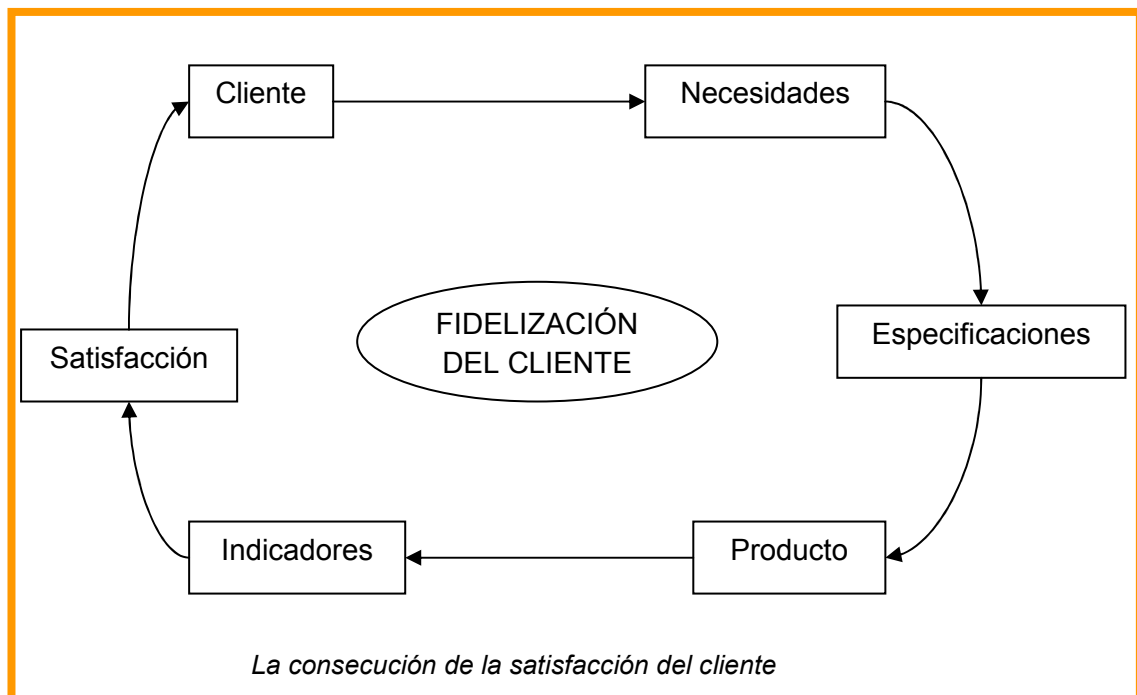 Cliente
Necesidades
FIDELIZACIÓN
DEL CLIENTE
Especificaciones
Satisfacción
Indicadores
Producto
La consecución de la satisfacción del cliente